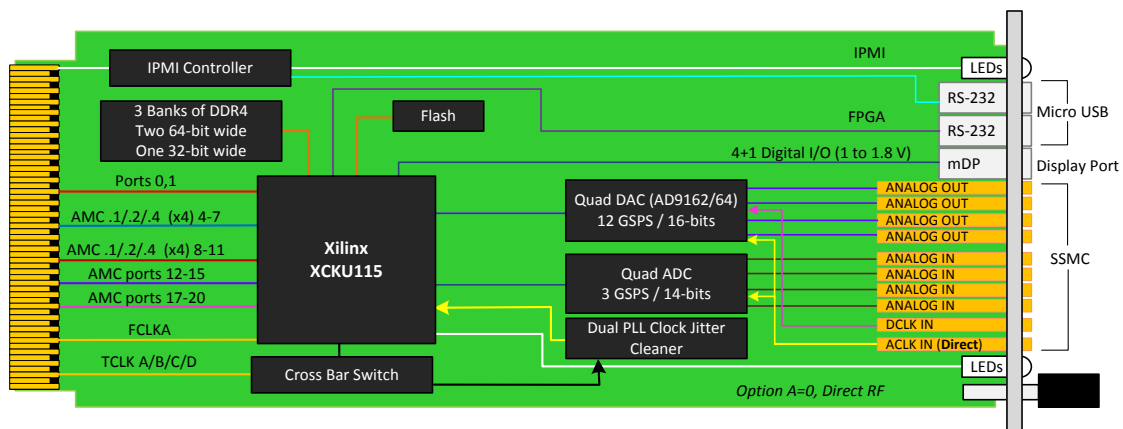 IPMI
IPMI Controller
LEDs
RS-232
Micro USB
3 Banks of DDR4
Two 64-bit wide
One 32-bit wide
Flash
FPGA
RS-232
4+1 Digital I/O (1 to 1.8 V)
mDP
Display Port
Ports 0,1
AMC .1/.2/.4 (x4) 4-7
AMC .1/.2/.4 (x4) 8-11
AMC ports 12-15
AMC ports 17-20
FCLKA
TCLK A/B/C/D
Xilinx
XCKU115
Cross Bar Switch
Quad DAC (AD9162/64)
12 GSPS / 16-bits
Quad ADC
3 GSPS / 14-bits
Dual PLL Clock Jitter
Cleaner
ANALOG OUT
ANALOG OUT
ANALOG OUT
ANALOG OUT
ANALOG IN
ANALOG IN
ANALOG IN
ANALOG IN
DCLK IN
ACLK IN (Direct)
SSMC
LEDs
Option A=0, Direct RF